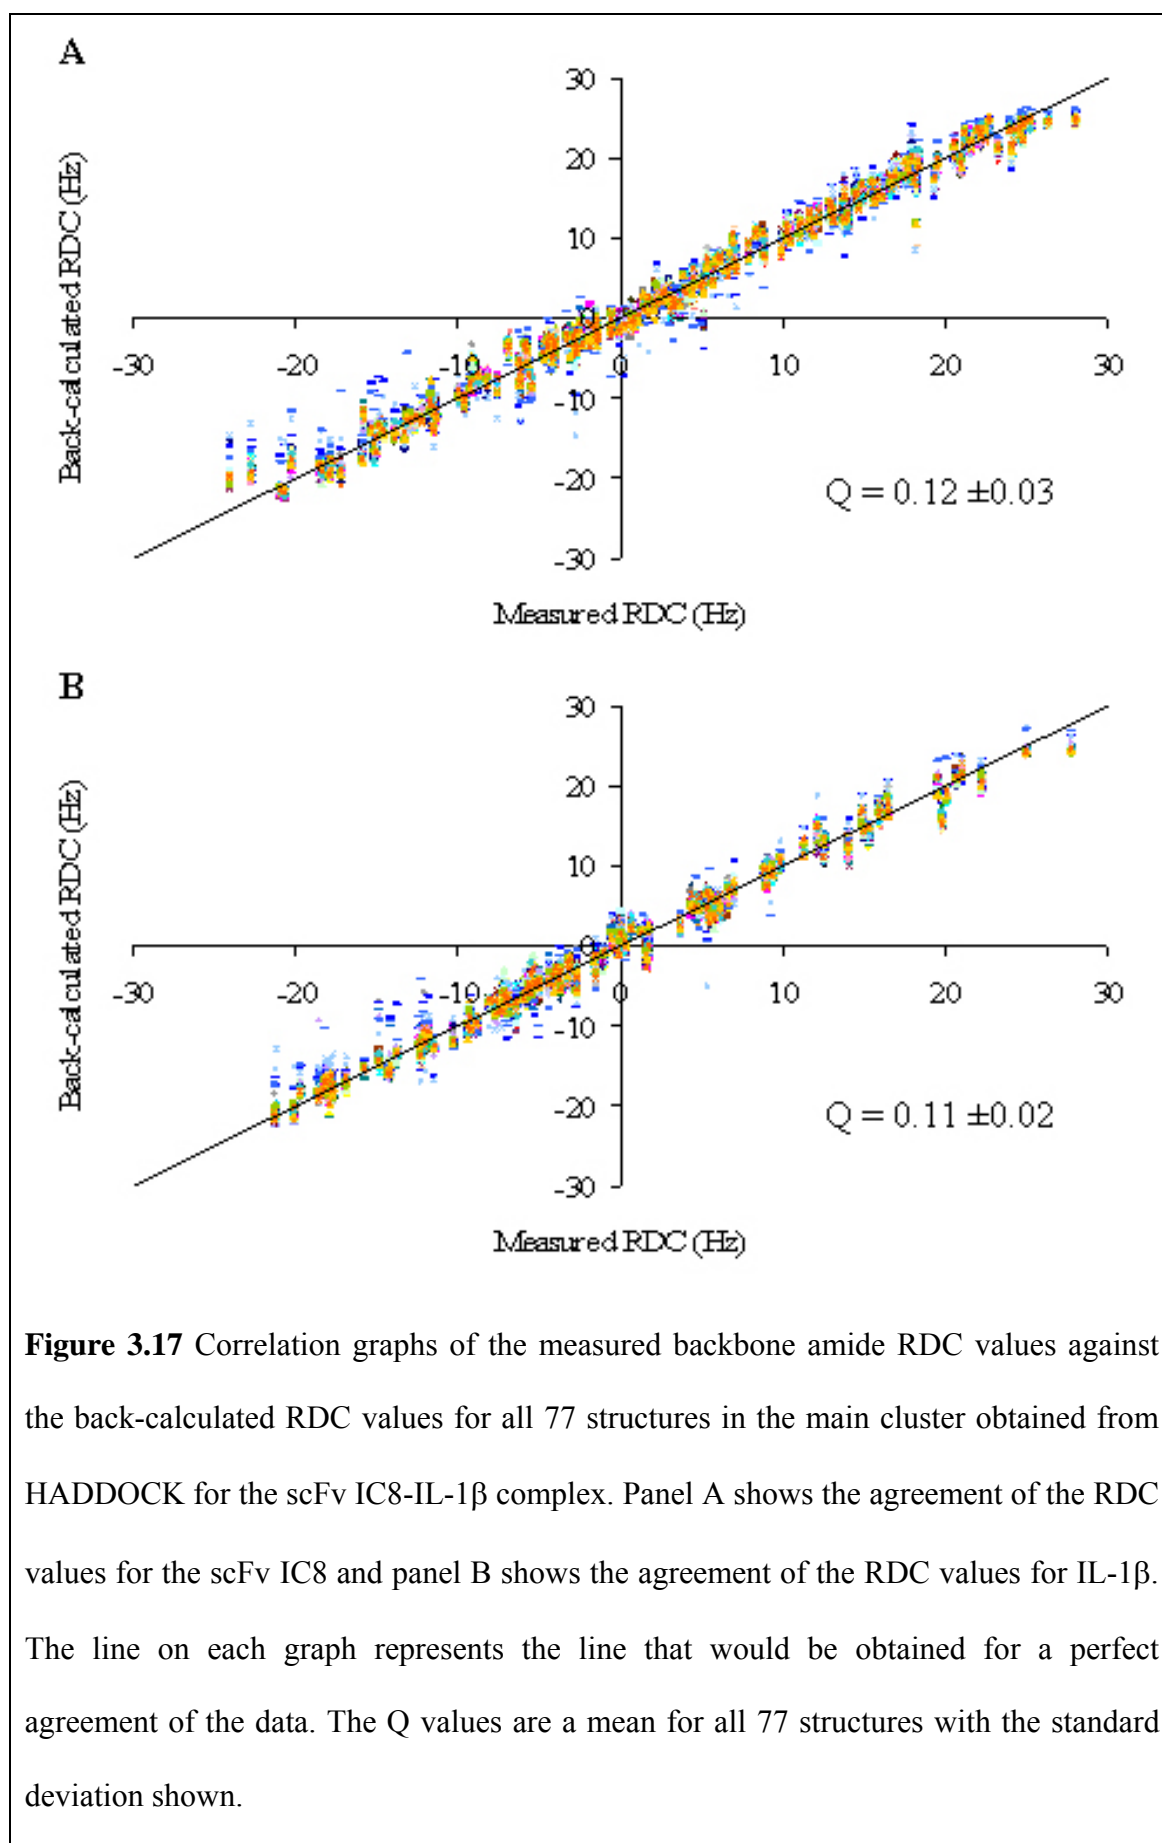 A
30
20
10
0
-10
-20
-30
-30 -20 -10 0 10 20 30
Back-calculated RDC (Hz)
Q = 0.12 ±0.03
Measured RDC (Hz)
B
30
20
10
0
-10
-20
-30
-30 -20 -10 0 10 20 30
Back-calculated RDC (Hz)
Q = 0.11 ±0.02
Measured RDC (Hz)
Figure 3.17 Correlation graphs of the measured backbone amide RDC values against
the back-calculated RDC values for all 77 structures in the main cluster obtained from
HADDOCK for the scFv IC8-IL-1β complex. Panel A shows the agreement of the RDC
values for the scFv IC8 and panel B shows the agreement of the RDC values for IL-1β.
The line on each graph represents the line that would be obtained for a perfect
agreement of the data. The Q values are a mean for all 77 structures with the standard
deviation shown.